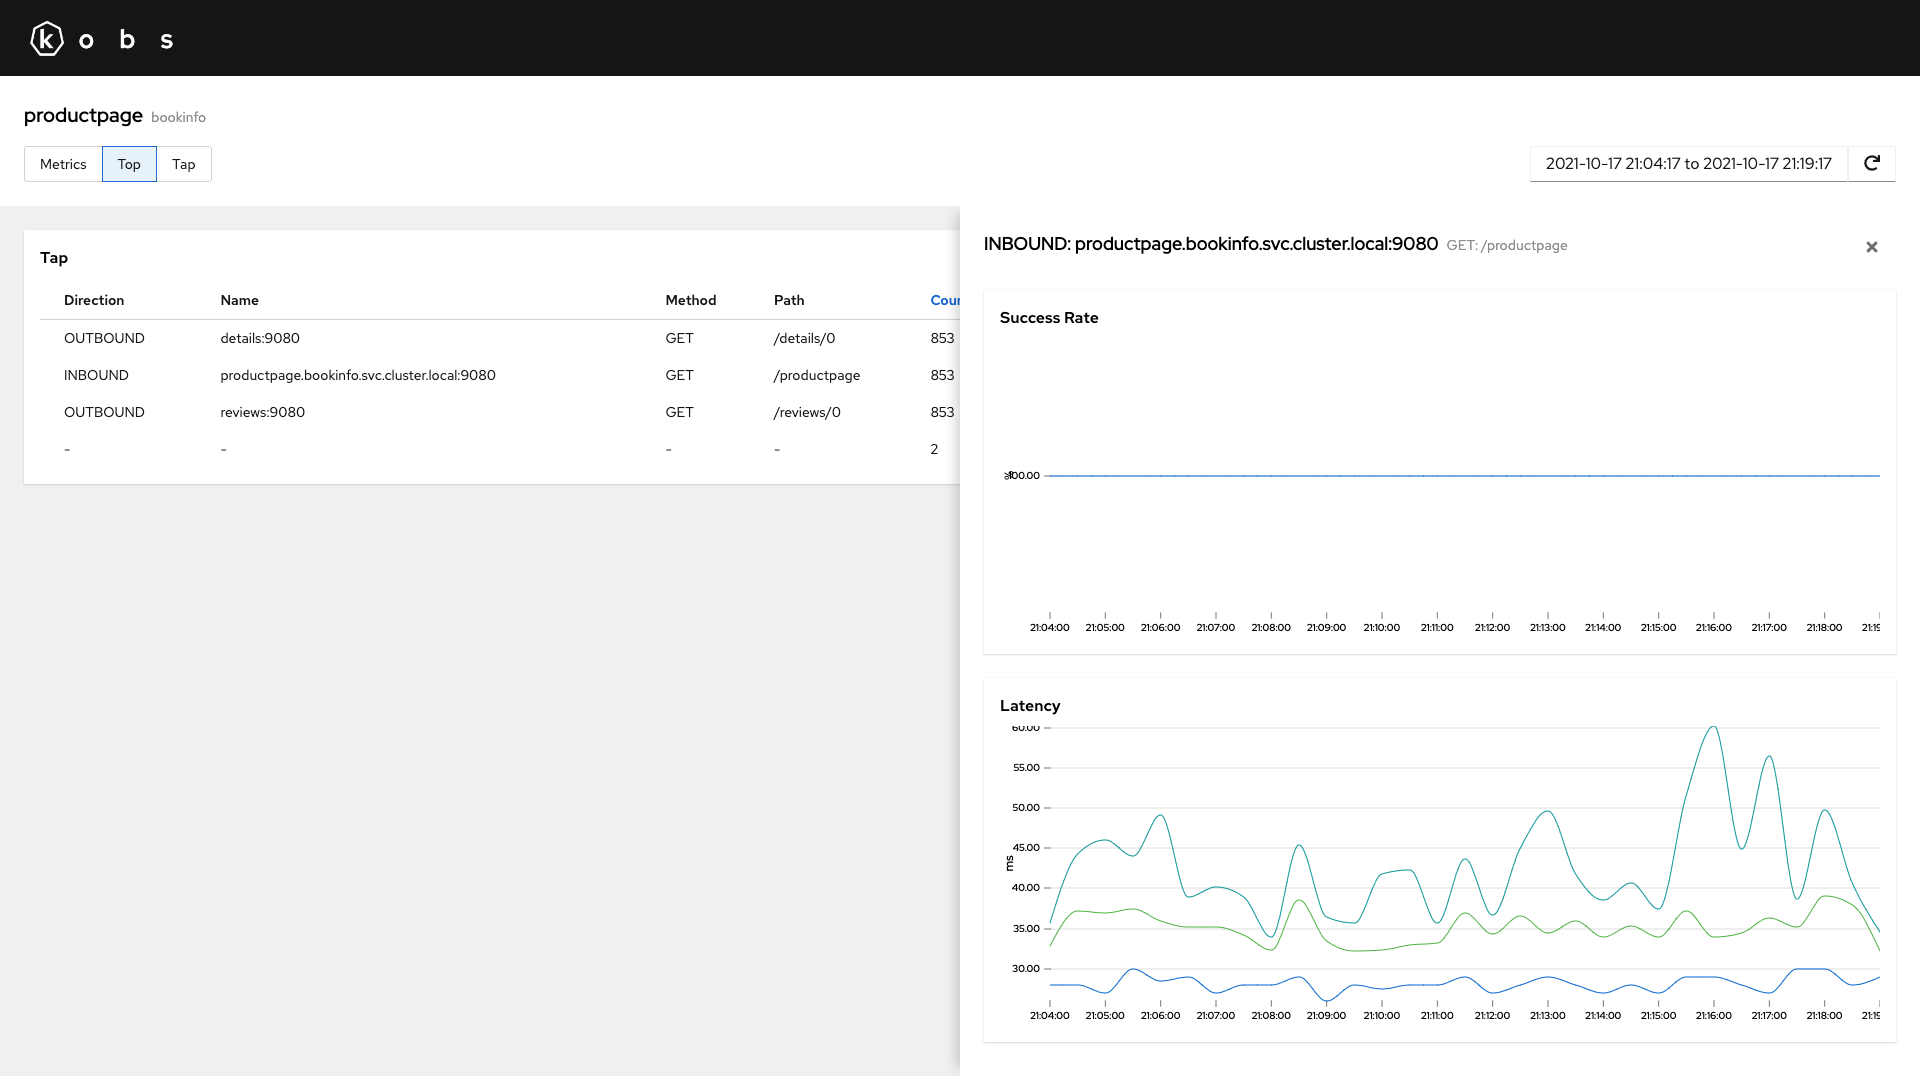 kobs
productpage bookinfo
Metrics Top Tap
2021-10-17 21:04:17 to 2021-10-17 21:19:17
Tap
Direction Name Method Path Cour
OUTBOUND details:9080 GET /details/0 853
INBOUND productpage.bookinfo.svc.cluster.local:9080 GET /productpage 853
OUTBOUND reviews:9080 GET /reviews/0 853
- - - - 2
INBOUND: productpage.bookinfo.svc.cluster.local:9080 GET: /productpage
Success Rate
%
100.00
21:04:00 21:05:00 21:06:00 21:07:00 21:08:00 21:09:00 21:10:00 21:11:00 21:12:00 21:13:00 21:14:00 21:15:00 21:16:00 21:17:00 21:18:00 21:19
Latency
60.00
55.00
50.00
45.00
ms
40.00
35.00
30.00
21:04:00 21:05:00 21:06:00 21:07:00 21:08:00 21:09:00 21:10:00 21:11:00 21:12:00 21:13:00 21:14:00 21:15:00 21:16:00 21:17:00 21:18:00 21:19